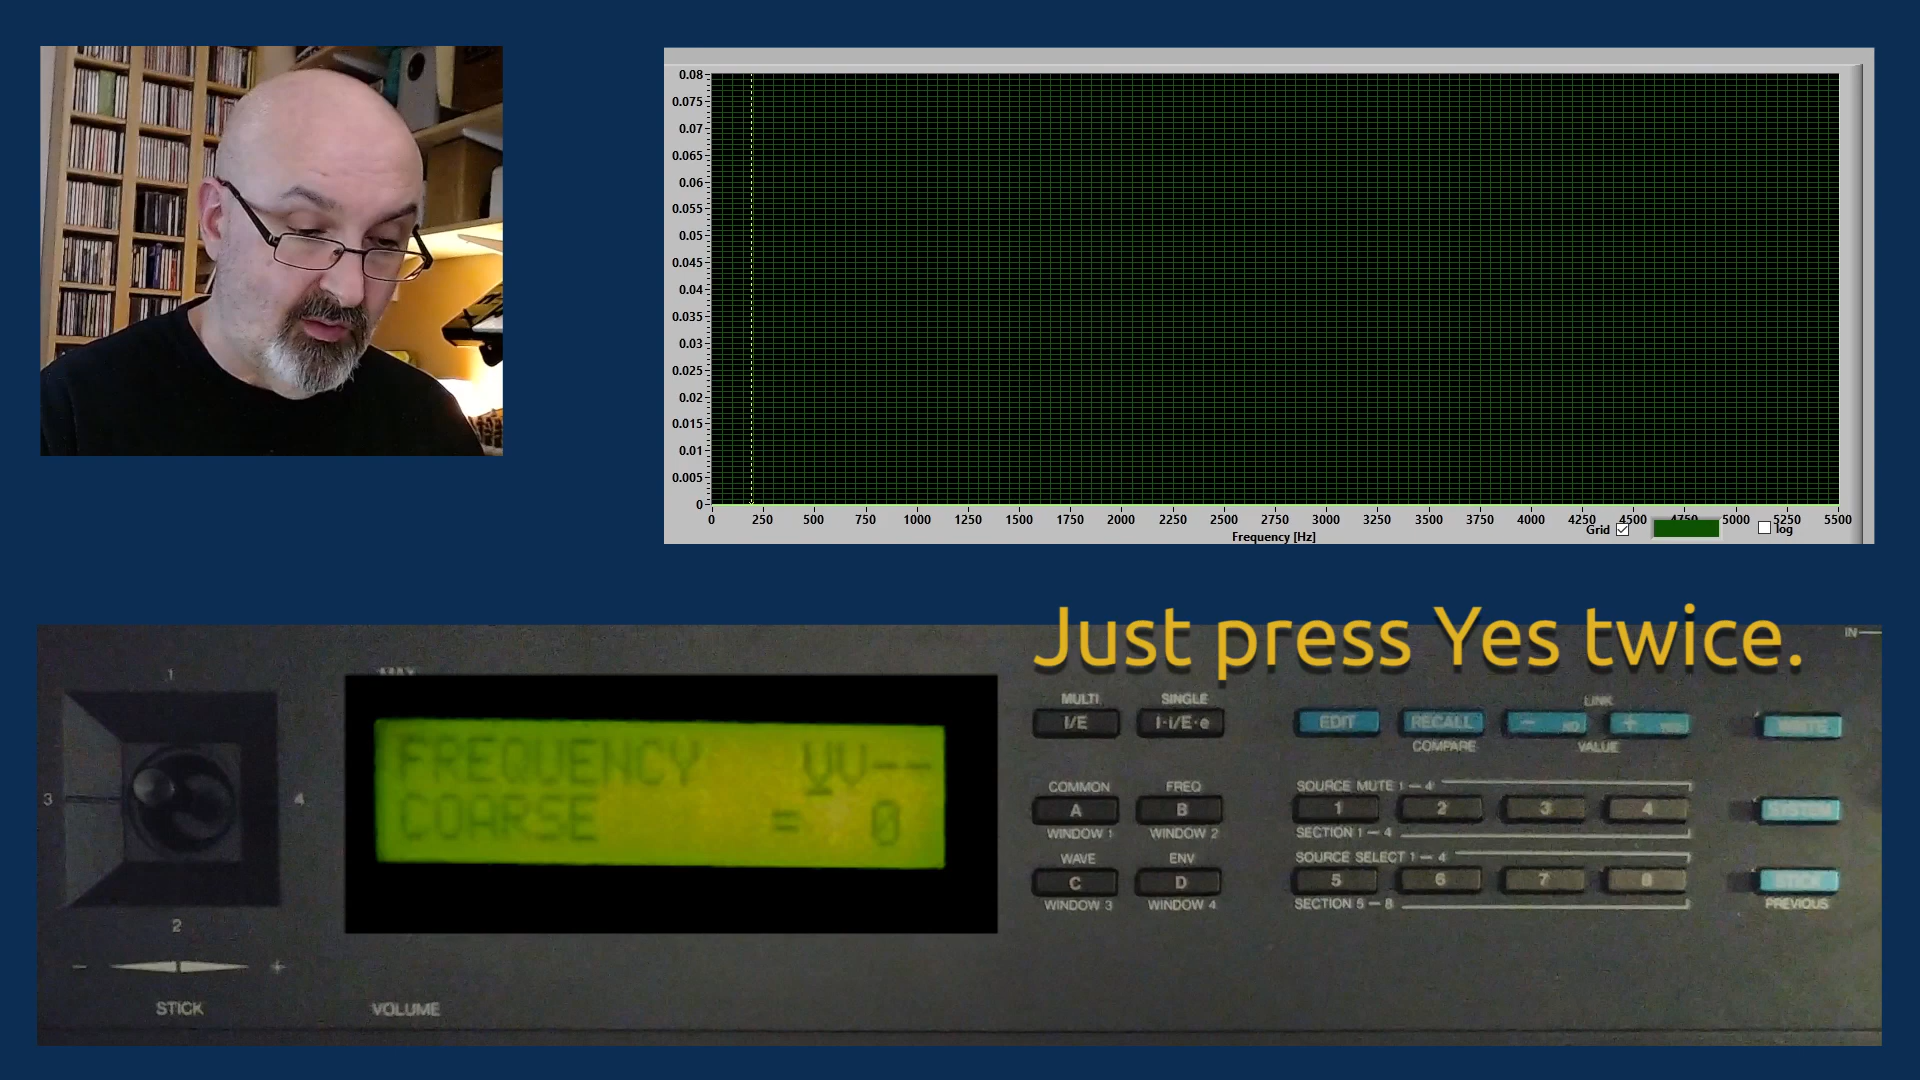 0.08
0.075
0.07
0.065
0.06
0.055
0.05
0.045
0.04
0.035
0.03
0.025
0.02
0.015
0.01
0.005
0
0 250 500 750 1000 1250 1500 1750 2000 2250 2500 2750 3000 3250 3500 3750 4000 4250 4500 4750 5000 5250 5500
Frequency [Hz]
Grid
log
Just press Yes twice.
IN
1
3
4
2
- +
STICK
MAX
VOLUME
FREQUENCY VV--
COARSE = 0
MULTI SINGLE
I/E I·i/E·e
COMMON FREQ
A B
WINDOW 1 WINDOW 2
WAVE ENV
C D
WINDOW 3 WINDOW 4
LINK
EDIT RECALL - NO + YES WRITE
COMPARE VALUE
SOURCE MUTE 1 — 4
1 2 3 4 SYSTEM
SECTION 1 — 4
SOURCE SELECT 1 — 4
5 6 7 8 STICK
SECTION 5 — 8 PREVIOUS